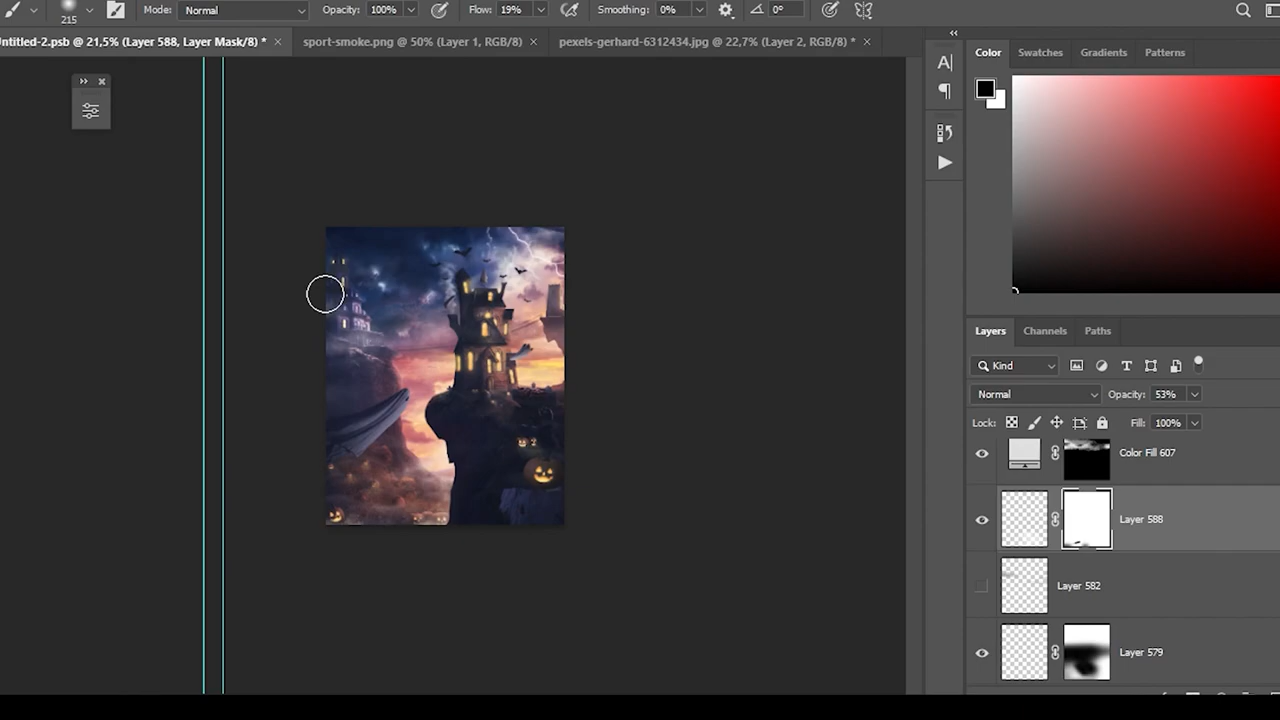 215 Mode: Normal Opacity: 100% Flow: 19% Smoothing: 0% 0°
ntitled-2.psb @ 21,5% (Layer 588, Layer Mask/8) * × sport-smoke.png @ 50% (Layer 1, RGB/8) × pexels-gerhard-6312434.jpg @ 22,7% (Layer 2, RGB/8) * ×
Color Swatches Gradients Patterns
Layers Channels Paths
Kind
Normal Opacity: 53%
Lock: Fill: 100%
Color Fill 607
Layer 588
Layer 582
Layer 579